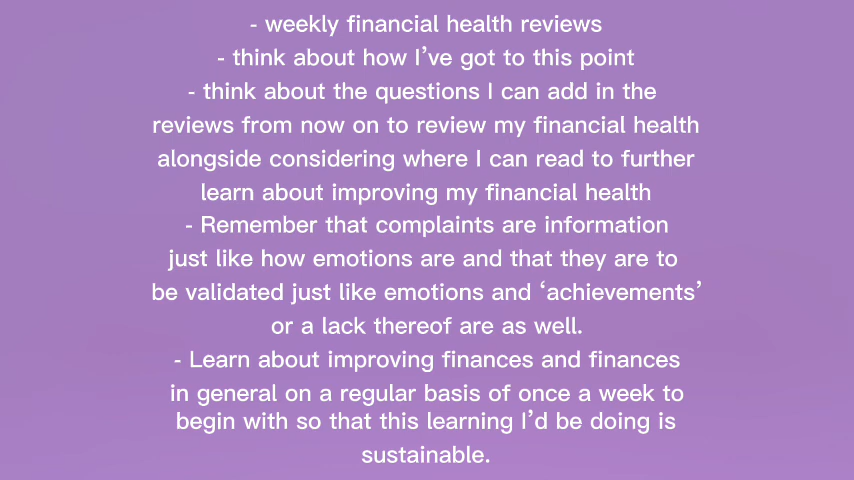 - weekly financial health reviews
- think about how I’ve got to this point
- think about the questions I can add in the
reviews from now on to review my financial health
alongside considering where I can read to further
learn about improving my financial health
- Remember that complaints are information
just like how emotions are and that they are to
be validated just like emotions and ‘achievements’
or a lack thereof are as well.
- Learn about improving finances and finances
in general on a regular basis of once a week to
begin with so that this learning I’d be doing is
sustainable.